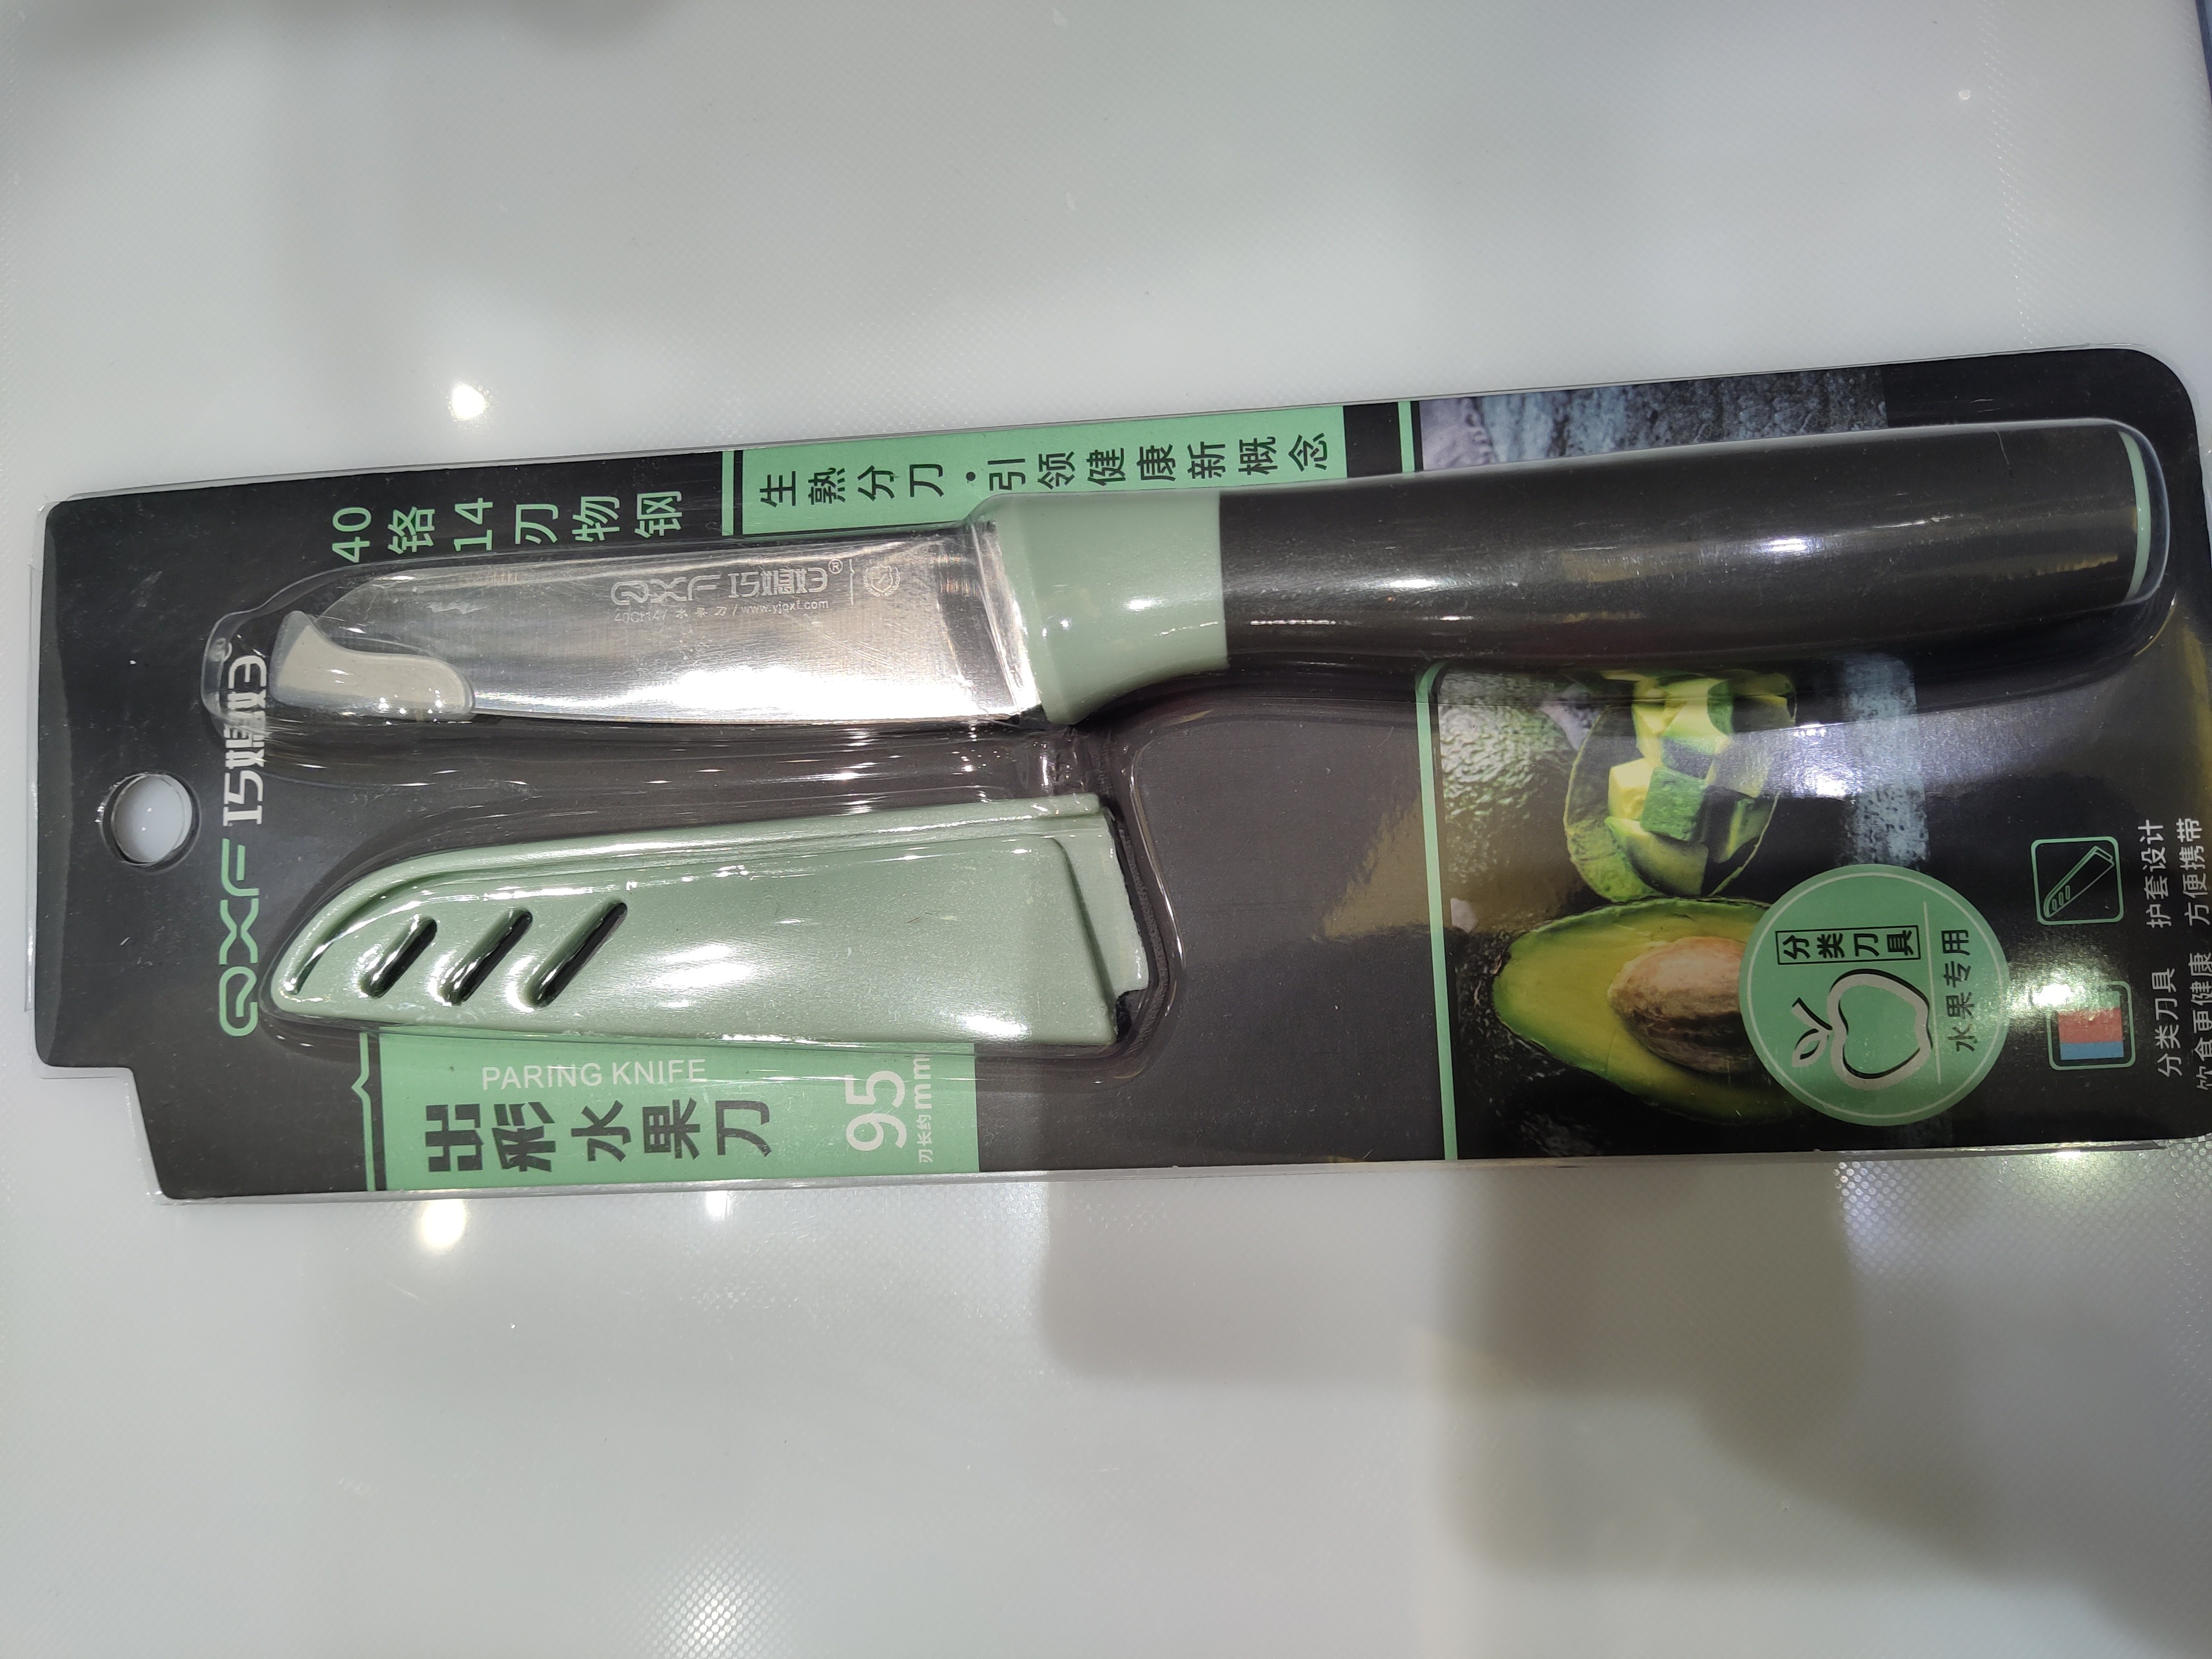 QXF 巧媳妇®
40铬14刃物钢
生熟分刀·引领健康新概念
QXF 巧媳妇®
水果刀/www.yjqxf.com
PARING KNIFE
出彩水果刀
95
刃长约mm
分类刀具
水果专用
分类刀具 护套设计
饮食更健康 方便携带